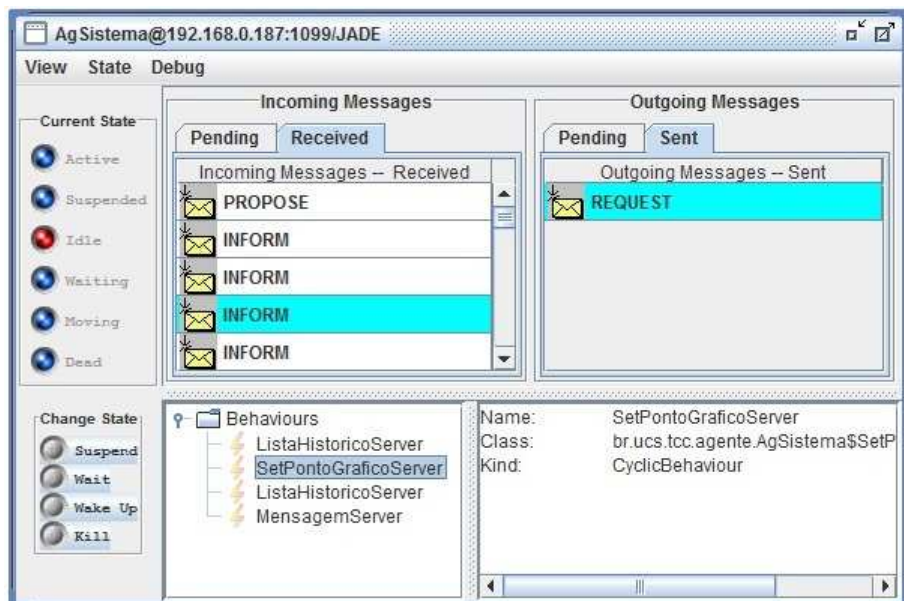 AgSistema@192.168.0.187:1099/JADE
View State Debug
Current State
Active
Suspended
Idle
Waiting
Moving
Dead
Incoming Messages
Pending Received
Incoming Messages -- Received
PROPOSE
INFORM
INFORM
INFORM
INFORM
Outgoing Messages
Pending Sent
Outgoing Messages -- Sent
REQUEST
Change State
Suspend
Wait
Wake Up
Kill
Behaviours
ListaHistoricoServer
SetPontoGraficoServer
ListaHistoricoServer
MensagemServer
Name: SetPontoGraficoServer
Class: br.ucs.tcc.agente.AgSistema$SetP
Kind: CyclicBehaviour